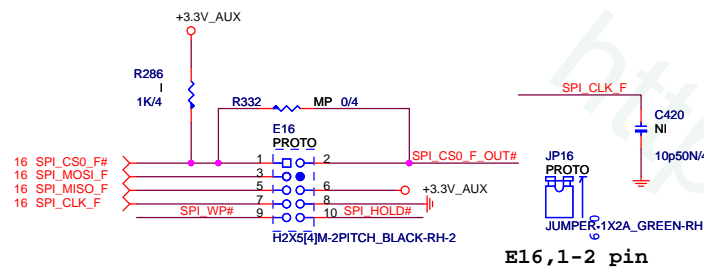 +3.3V_AUX
R286
I
1K/4
R332 MP 0/4
E16
PROTO
16 SPI_CS0_F# 1 2 SPI_CS0_F_OUT#
16 SPI_MOSI_F 3
16 SPI_MISO_F 5 6 +3.3V_AUX
16 SPI_CLK_F 7 8
SPI_WP# 9 10 SPI_HOLD#
H2X5[4]M-2PITCH_BLACK-RH-2
SPI_CLK_F
C420
NI
10p50N/4
JP16
PROTO
JUMPER-1X2A_GREEN-RH
E16,1-2 pin
http